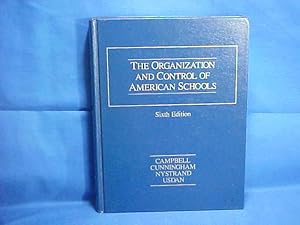 THE ORGANIZATION
AND CONTROL OF
AMERICAN SCHOOLS
Sixth Edition
CAMPBELL
CUNNINGHAM
NYSTRAND
USDAN